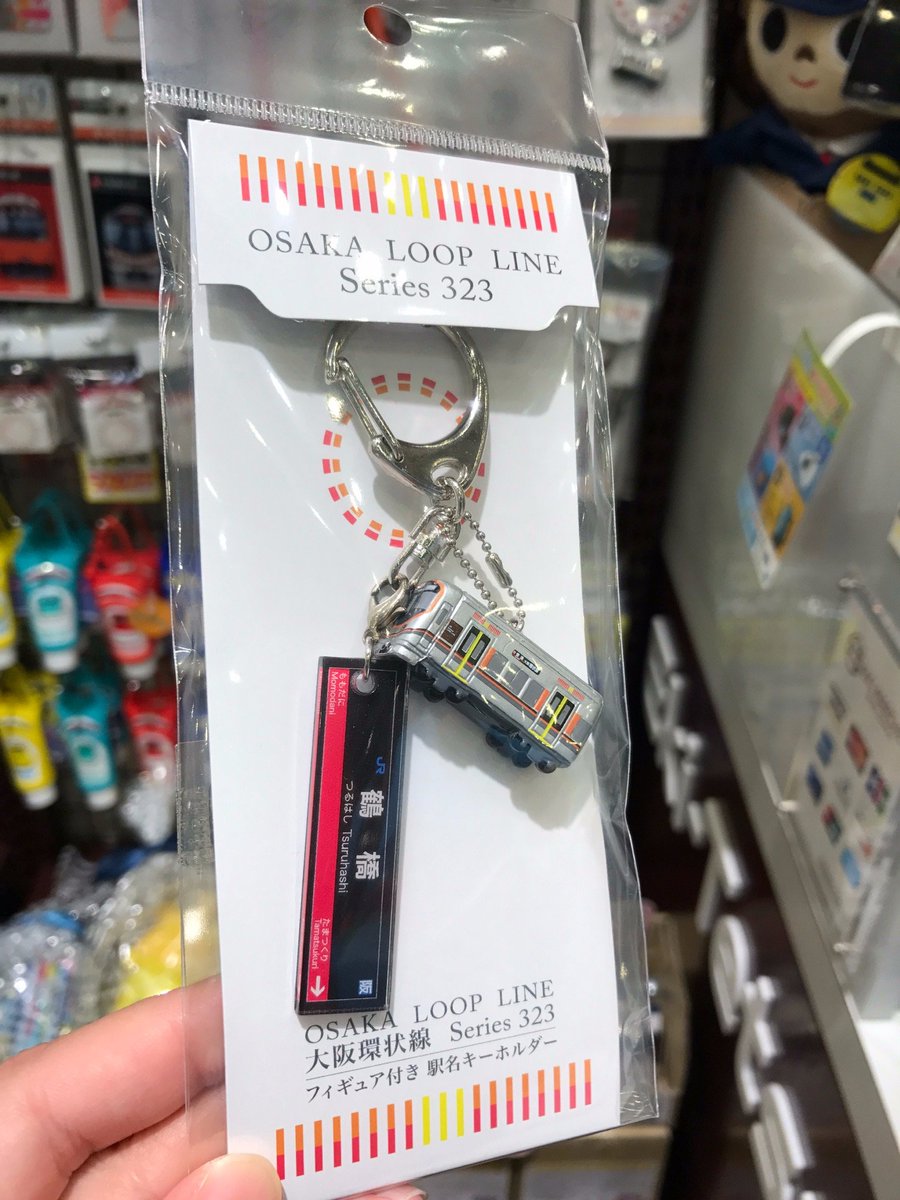 OSAKA LOOP LINE
Series 323
ももだに
Momodani
JR
鶴橋
つるはし Tsuruhashi
たまつくり
Tamatsukuri
阪
OSAKA LOOP LINE
大阪環状線 Series 323
フィギュア付き 駅名キーホルダー